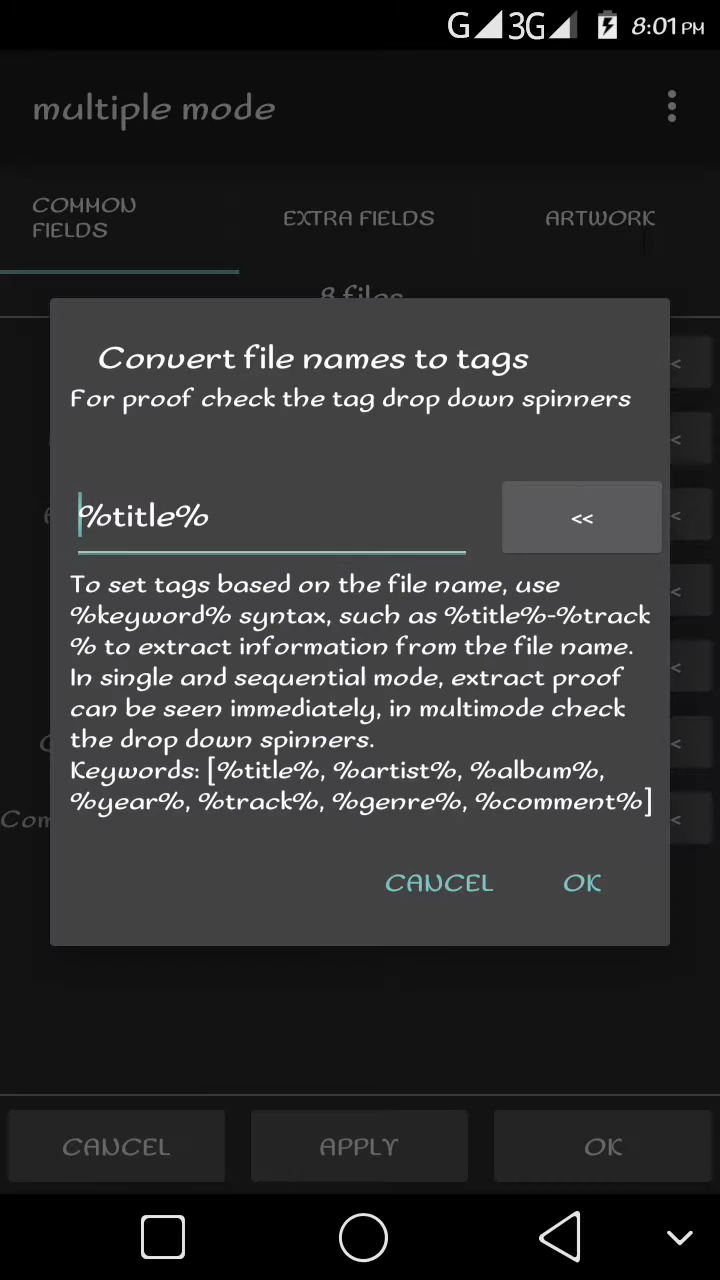 G 3G 8:01 PM
multiple mode
COMMON
FIELDS
EXTRA FIELDS
ARTWORK
8 files
Convert file names to tags
For proof check the tag drop down spinners
%title%
<<
To set tags based on the file name, use
%keyword% syntax, such as %title%-%track
% to extract information from the file name.
In single and sequential mode, extract proof
can be seen immediately, in multimode check
the drop down spinners.
Keywords: [%title%, %artist%, %album%,
%year%, %track%, %genre%, %comment%]
CANCEL
OK
<
<
<
<
<
<
Com
<
CANCEL
APPLY
OK